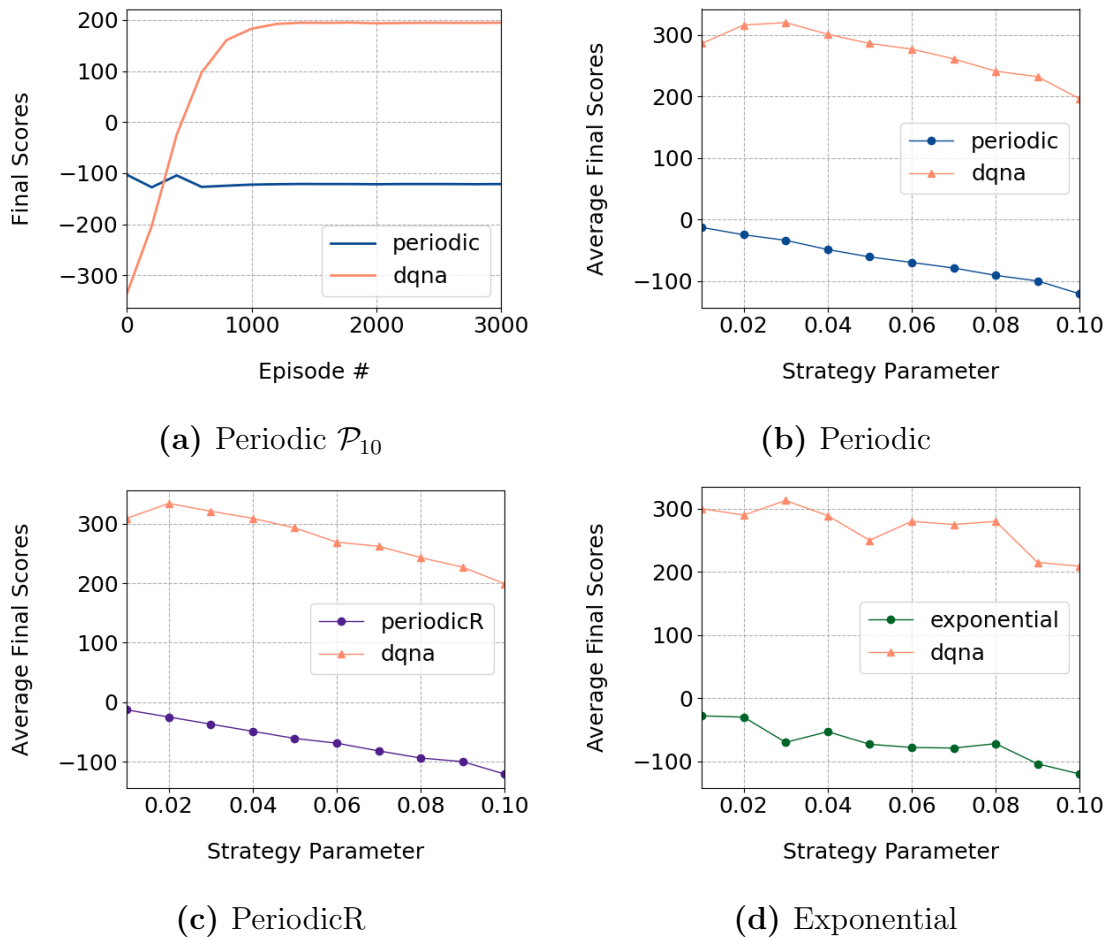 200
100
0
−100
−200
−300
Final Scores
periodic
dqna
0
1000
2000
3000
Episode #
(a) Periodic 𝒫₁₀
300
200
100
0
−100
Average Final Scores
periodic
dqna
0.02
0.04
0.06
0.08
0.10
Strategy Parameter
(b) Periodic
300
200
100
0
−100
Average Final Scores
periodicR
dqna
0.02
0.04
0.06
0.08
0.10
Strategy Parameter
(c) PeriodicR
300
200
100
0
−100
Average Final Scores
exponential
dqna
0.02
0.04
0.06
0.08
0.10
Strategy Parameter
(d) Exponential